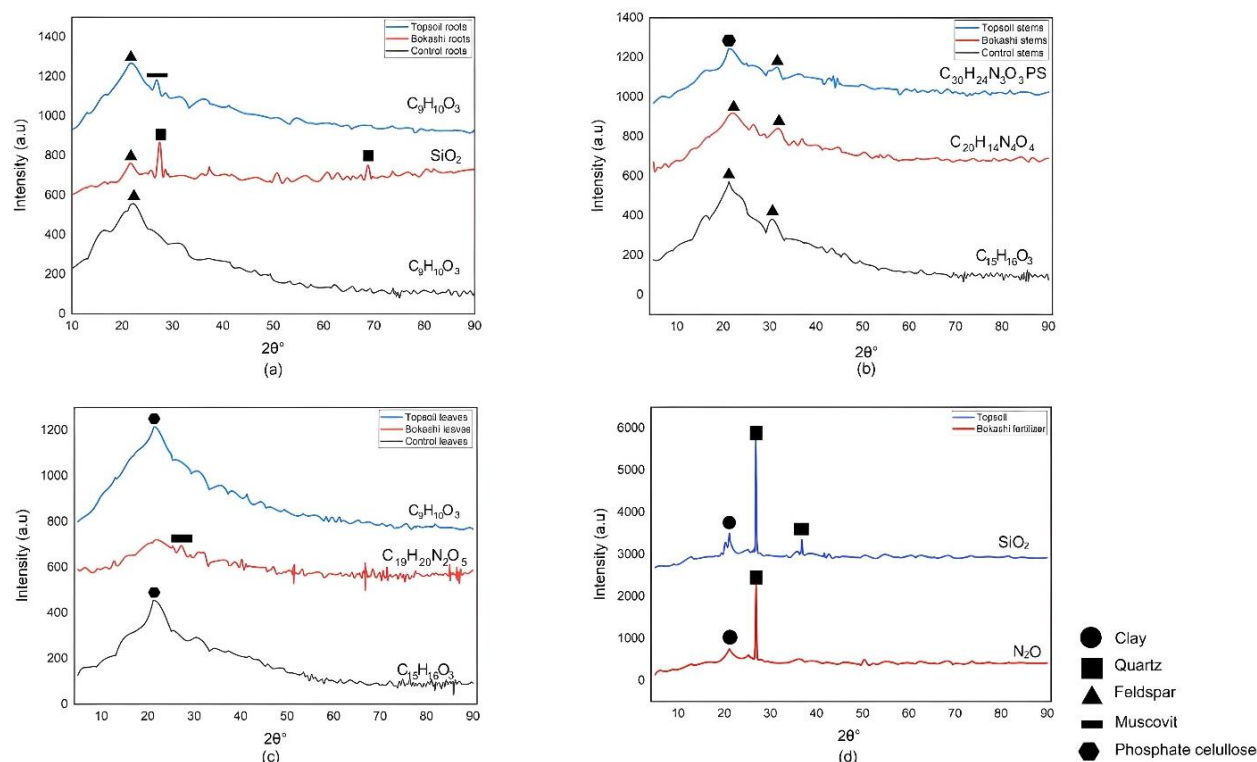 1400
1200
1000
800
600
400
200
0
Intensity (a.u)
Topsoil roots
Bokashi roots
Control roots
C₉H₁₀O₃
SiO₂
C₉H₁₀O₃
10 20 30 40 50 60 70 80 90
2θ°
(a)
1400
1200
1000
800
600
400
200
0
Intensity (a.u)
Topsoil stems
Bokashi stems
Control stems
C₃₀H₂₄N₃O₃PS
C₂₀H₁₄N₄O₄
C₁₅H₁₆O₃
10 20 30 40 50 60 70 80 90
2θ°
(b)
1200
1000
800
600
400
200
0
Intensity (a.u)
Topsoil leaves
Bokashi leaves
Control leaves
C₉H₁₀O₃
C₁₉H₂₀N₂O₅
C₁₅H₁₆O₃
10 20 30 40 50 60 70 80 90
2θ°
(c)
6000
5000
4000
3000
2000
1000
0
Intensity (a.u)
Topsoil
Bokashi fertilizer
SiO₂
N₂O
10 20 30 40 50 60 70 80 90
2θ°
(d)
Clay
Quartz
Feldspar
Muscovit
Phosphate celullose